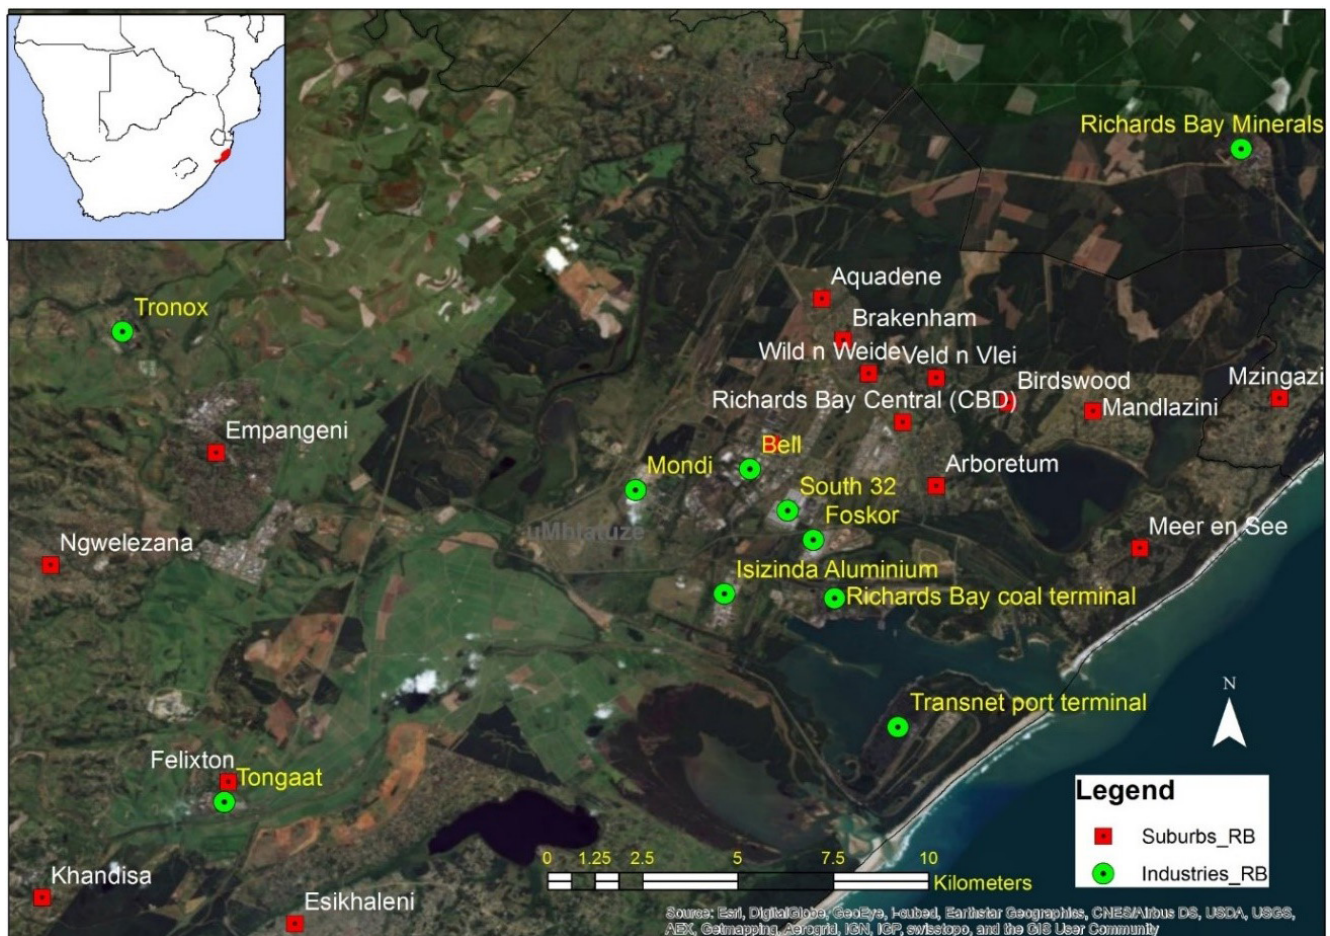 Richards Bay Minerals
Aquadene
Tronox
Brakenham
Wild n Weide
Veld n Vlei
Birdswood
Mzingazi
Richards Bay Central (CBD)
Mandlazini
Empangeni
Bell
Mondi
Arboretum
South 32
Foskor
uMhlatuze
Meer en See
Ngwelezana
Isizinda Aluminium
Richards Bay coal terminal
N
Transnet port terminal
Felixton
Tongaat
Legend
Suburbs_RB
Industries_RB
0 1.25 2.5 5 7.5 10
Kilometers
Khandisa
Esikhaleni
Source: Esri, DigitalGlobe, GeoEye, i-cubed, Earthstar Geographics, CNES/Airbus DS, USDA, USGS,
AEX, Getmapping, Aerogrid, IGN, IGP, swisstopo, and the GIS User Community